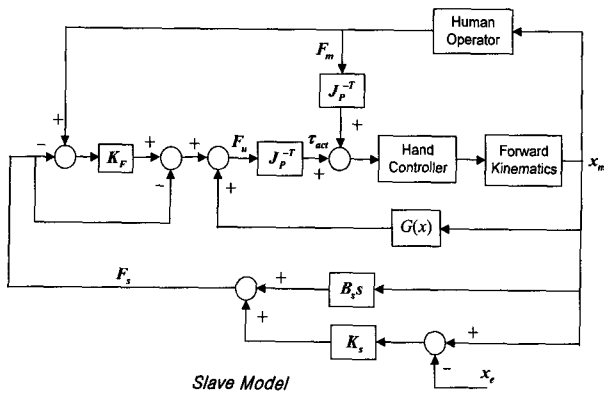 Human
Operator
F_m
J_P^{-T}
+
+
−
K_F
+
−
+
+
F_u
J_P^{-T}
τ_act
+
Hand
Controller
Forward
Kinematics
x_m
G(x)
F_s
+
B_s s
+
K_s
+
−
x_e
Slave Model